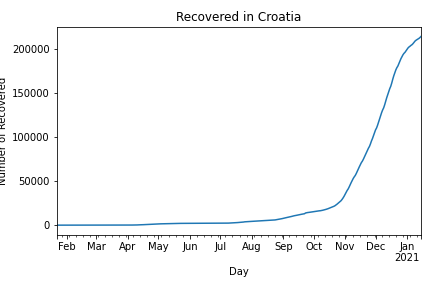 Recovered in Croatia
200000
150000
100000
50000
0
Number of Recovered
Feb Mar Apr May Jun Jul Aug Sep Oct Nov Dec Jan
2021
Day